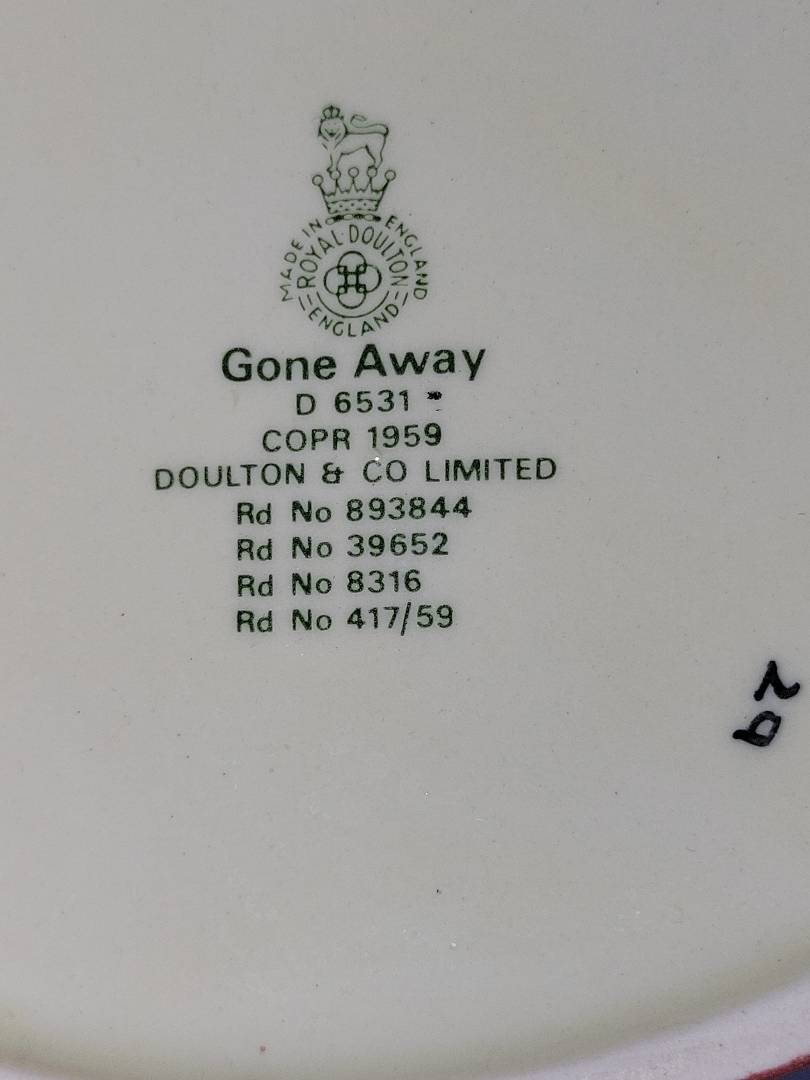 MADE IN ENGLAND
ROYAL DOULTON
ENGLAND
Gone Away
D 6531
COPR 1959
DOULTON & CO LIMITED
Rd No 893844
Rd No 39652
Rd No 8316
Rd No 417/59